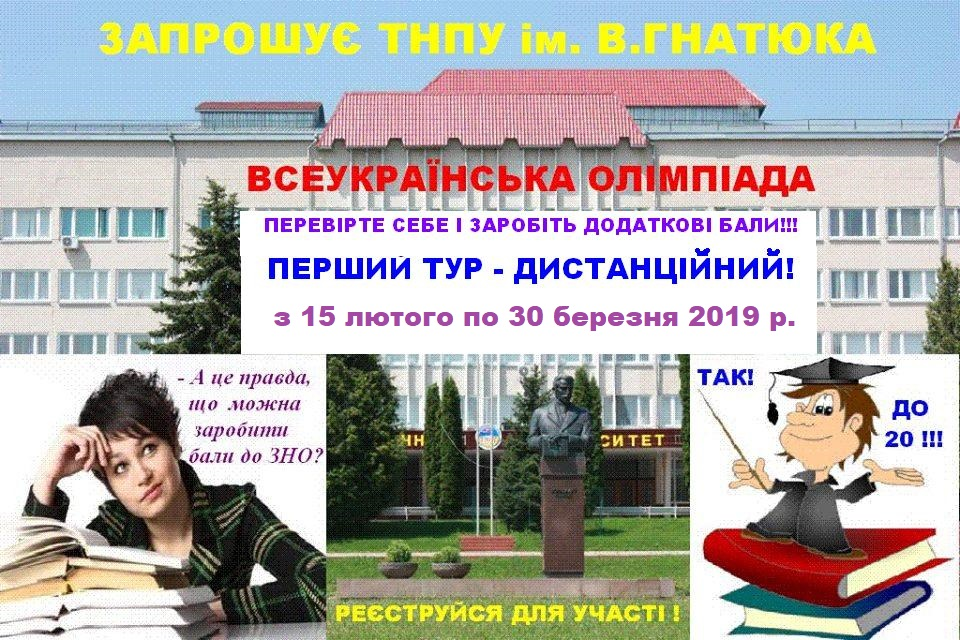 ЗАПРОШУЄ ТНПУ ім. В.ГНАТЮКА
ВСЕУКРАЇНСЬКА ОЛІМПІАДА
ПЕРЕВІРТЕ СЕБЕ І ЗАРОБІТЬ ДОДАТКОВІ БАЛИ!!!
ПЕРШИЙ ТУР - ДИСТАНЦІЙНИЙ!
з 15 лютого по 30 березня 2019 р.
- А це правда,
що можна
заробити
бали до ЗНО?
ТАК!
ДО
20 !!!
СИТЕТ
РЕЄСТРУЙСЯ ДЛЯ УЧАСТІ !